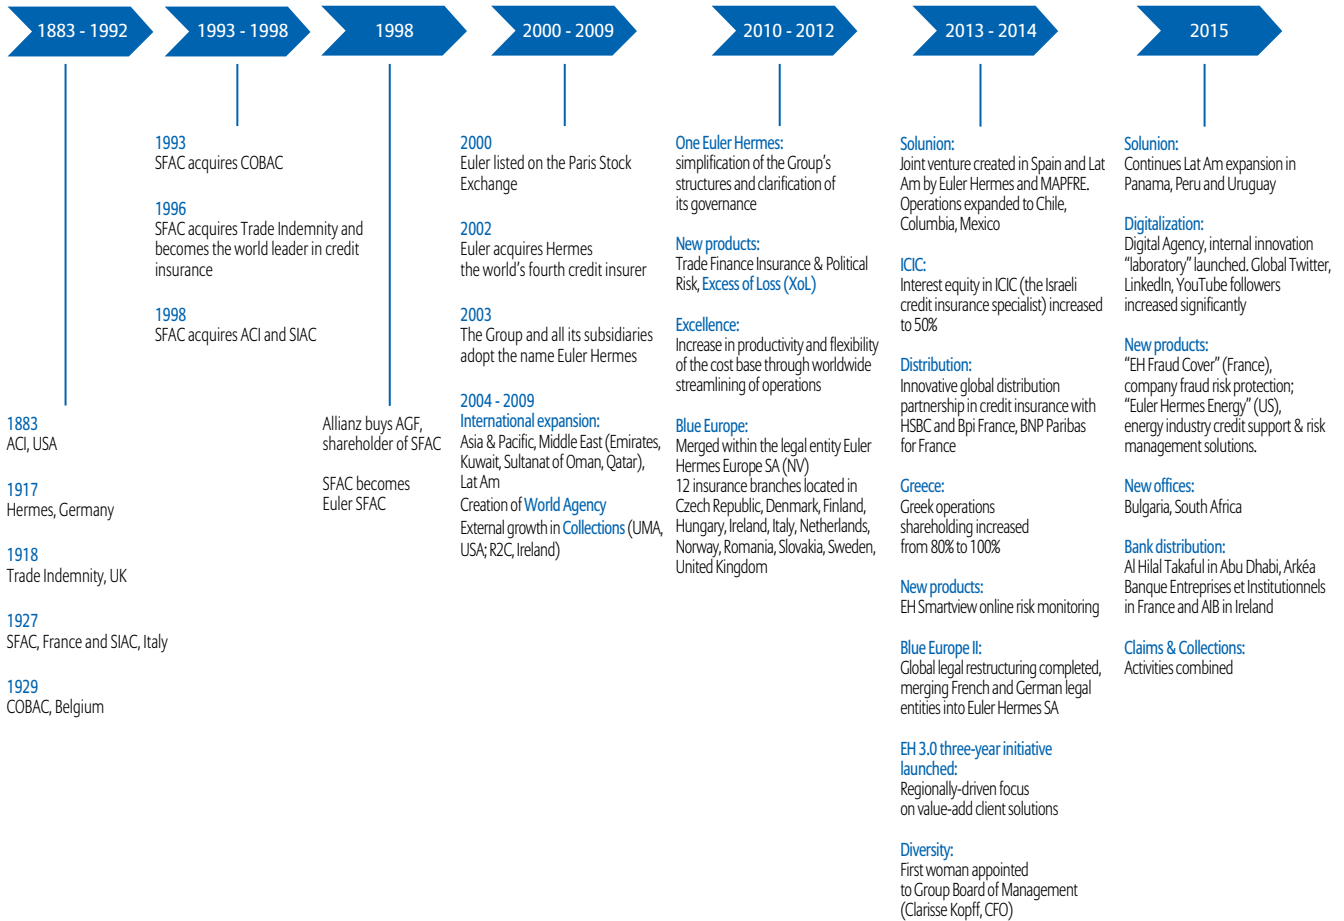 1883 - 1992
1883
ACI, USA
1917
Hermes, Germany
1918
Trade Indemnity, UK
1927
SFAC, France and SIAC, Italy
1929
COBAC, Belgium
1993 - 1998
1993
SFAC acquires COBAC
1996
SFAC acquires Trade Indemnity and
becomes the world leader in credit
insurance
1998
SFAC acquires ACI and SIAC
1998
Allianz buys AGF,
shareholder of SFAC
SFAC becomes
Euler SFAC
2000 - 2009
2000
Euler listed on the Paris Stock
Exchange
2002
Euler acquires Hermes
the world's fourth credit insurer
2003
The Group and all its subsidiaries
adopt the name Euler Hermes
2004 - 2009
International expansion:
Asia & Pacific, Middle East (Emirates,
Kuwait, Sultanat of Oman, Qatar),
Lat Am
Creation of World Agency
External growth in Collections (UMA,
USA; R2C, Ireland)
2010 - 2012
One Euler Hermes:
simplification of the Group's
structures and clarification of
its governance
New products:
Trade Finance Insurance & Political
Risk, Excess of Loss (XoL)
Excellence:
Increase in productivity and flexibility
of the cost base through worldwide
streamlining of operations
Blue Europe:
Merged within the legal entity Euler
Hermes Europe SA (NV)
12 insurance branches located in
Czech Republic, Denmark, Finland,
Hungary, Ireland, Italy, Netherlands,
Norway, Romania, Slovakia, Sweden,
United Kingdom
2013 - 2014
Solunion:
Joint venture created in Spain and Lat
Am by Euler Hermes and MAPFRE.
Operations expanded to Chile,
Columbia, Mexico
ICIC:
Interest equity in ICIC (the Israeli
credit insurance specialist) increased
to 50%
Distribution:
Innovative global distribution
partnership in credit insurance with
HSBC and Bpi France, BNP Paribas
for France
Greece:
Greek operations
shareholding increased
from 80% to 100%
New products:
EH Smartview online risk monitoring
Blue Europe II:
Global legal restructuring completed,
merging French and German legal
entities into Euler Hermes SA
EH 3.0 three-year initiative
launched:
Regionally-driven focus
on value-add client solutions
Diversity:
First woman appointed
to Group Board of Management
(Clarisse Kopff, CFO)
2015
Solunion:
Continues Lat Am expansion in
Panama, Peru and Uruguay
Digitalization:
Digital Agency, internal innovation
“laboratory” launched. Global Twitter,
LinkedIn, YouTube followers
increased significantly
New products:
“EH Fraud Cover” (France),
company fraud risk protection;
“Euler Hermes Energy” (US),
energy industry credit support & risk
management solutions.
New offices:
Bulgaria, South Africa
Bank distribution:
Al Hilal Takaful in Abu Dhabi, Arkéa
Banque Entreprises et Institutionnels
in France and AIB in Ireland
Claims & Collections:
Activities combined